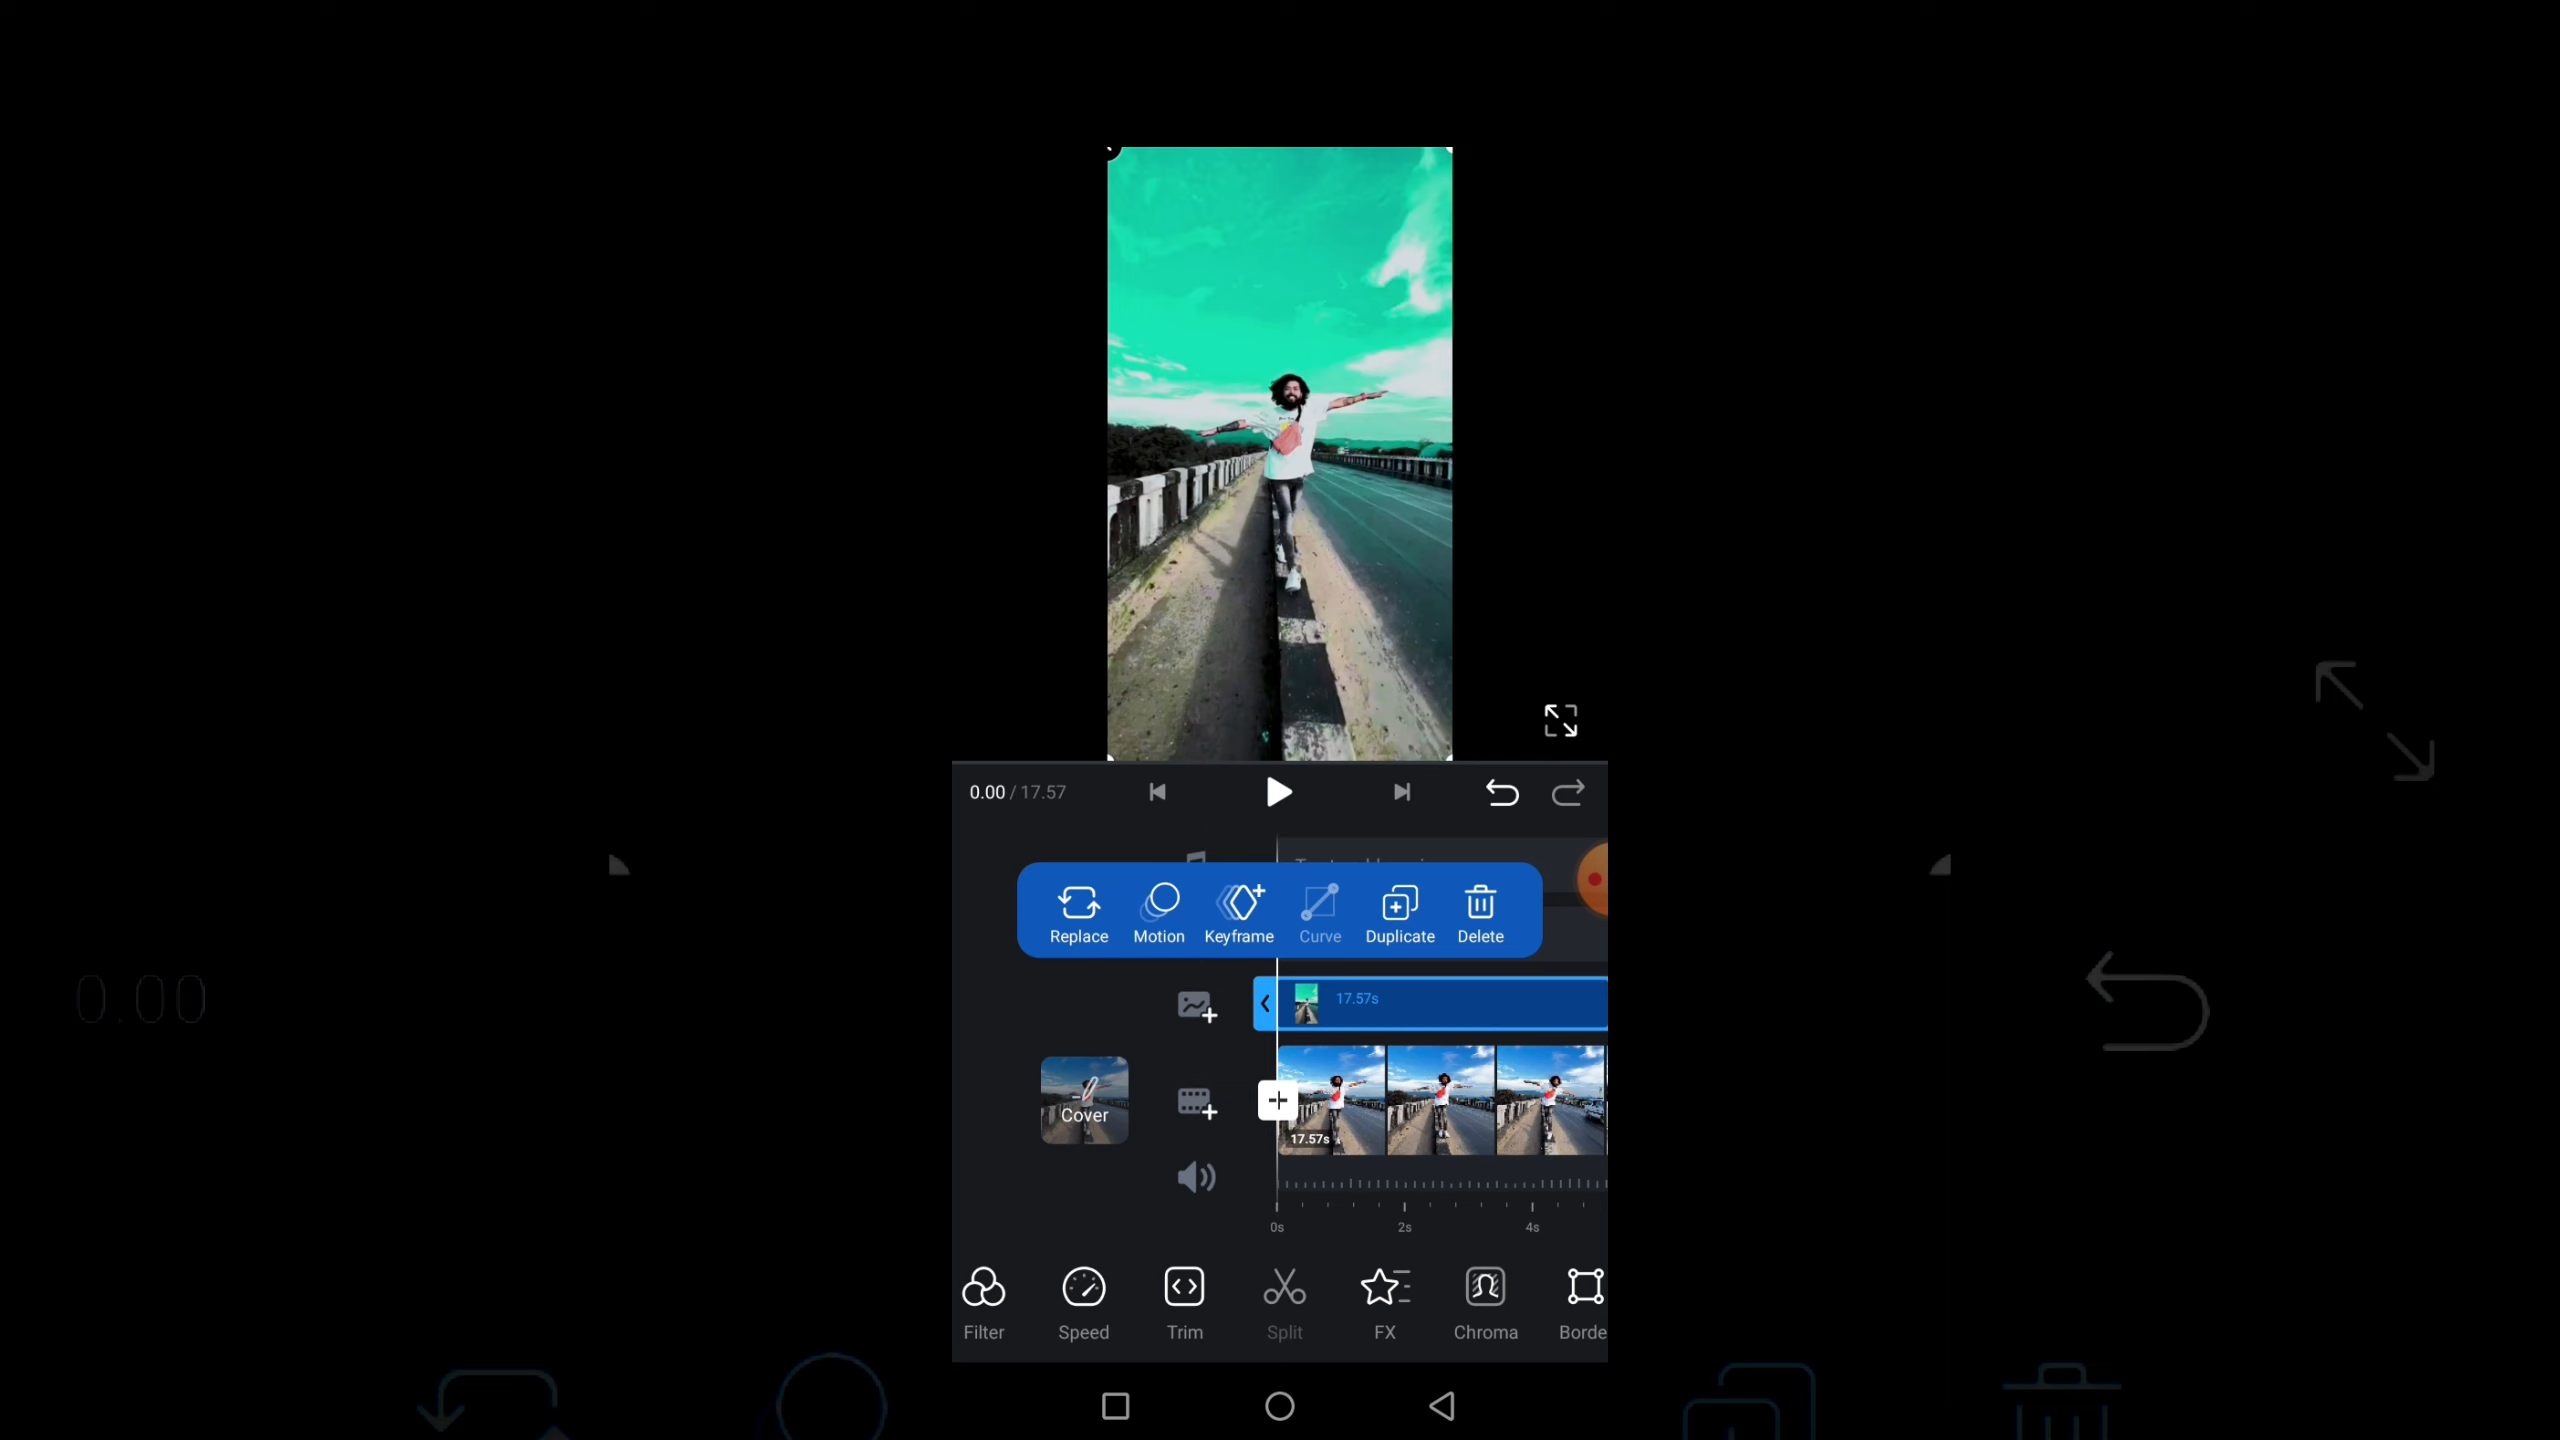 0.00 / 17.57
Replace Motion Keyframe Curve Duplicate Delete
0.00
17.57s
Cover
17.57s
0s 2s 4s
Filter Speed Trim Split FX Chroma Borde